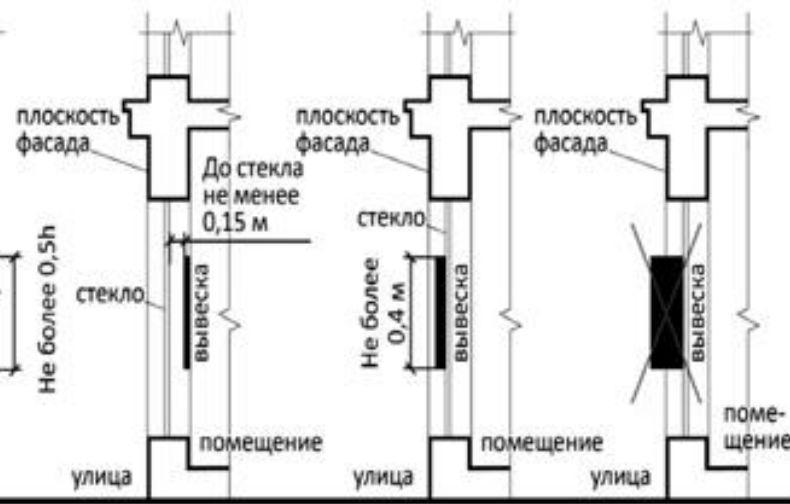 плоскость
фасада
До стекла
не менее
0,15 м
Не более 0,5h
стекло
вывеска
помещение
улица
плоскость
фасада
стекло
Не более
0,4 м
вывеска
помещение
улица
плоскость
фасада
вывеска
поме-
щение
улица